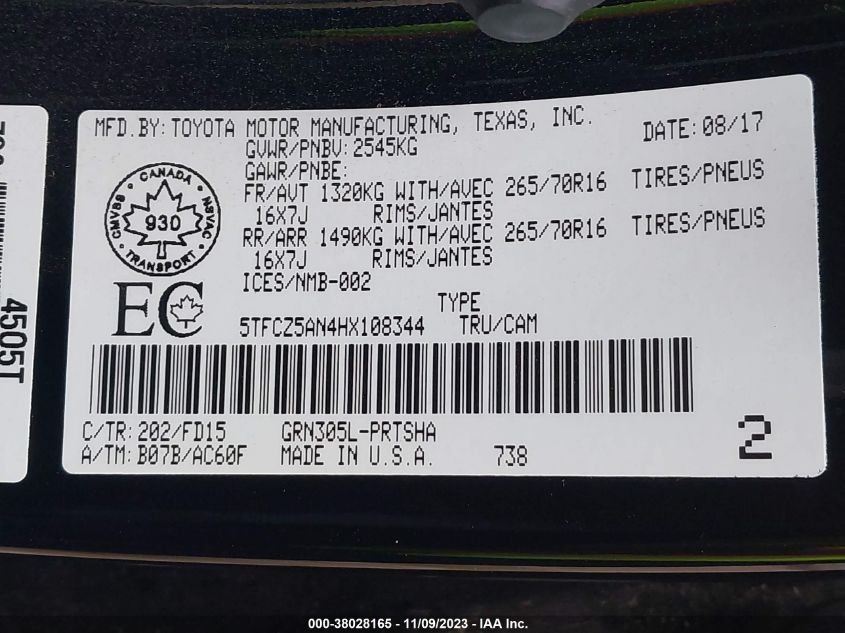 MFD.BY: TOYOTA MOTOR MANUFACTURING, TEXAS, INC. DATE: 08/17
GVWR/PNBV: 2545KG
GAWR/PNBE:
FR/AVT 1320KG WITH/AVEC 265/70R16 TIRES/PNEUS
16X7J RIMS/JANTES
RR/ARR 1490KG WITH/AVEC 265/70R16 TIRES/PNEUS
16X7J RIMS/JANTES
ICES/NMB-002
CANADA
CMVSS
NSVAC
930
TRANSPORT
EC
TYPE
5TFCZ5AN4HX108344 TRU/CAM
C/TR: 202/FD15 GRN305L-PRTSHA
A/TM: B07B/AC60F MADE IN U.S.A. 738
2
4505T
000-38028165 - 11/09/2023 - IAA Inc.